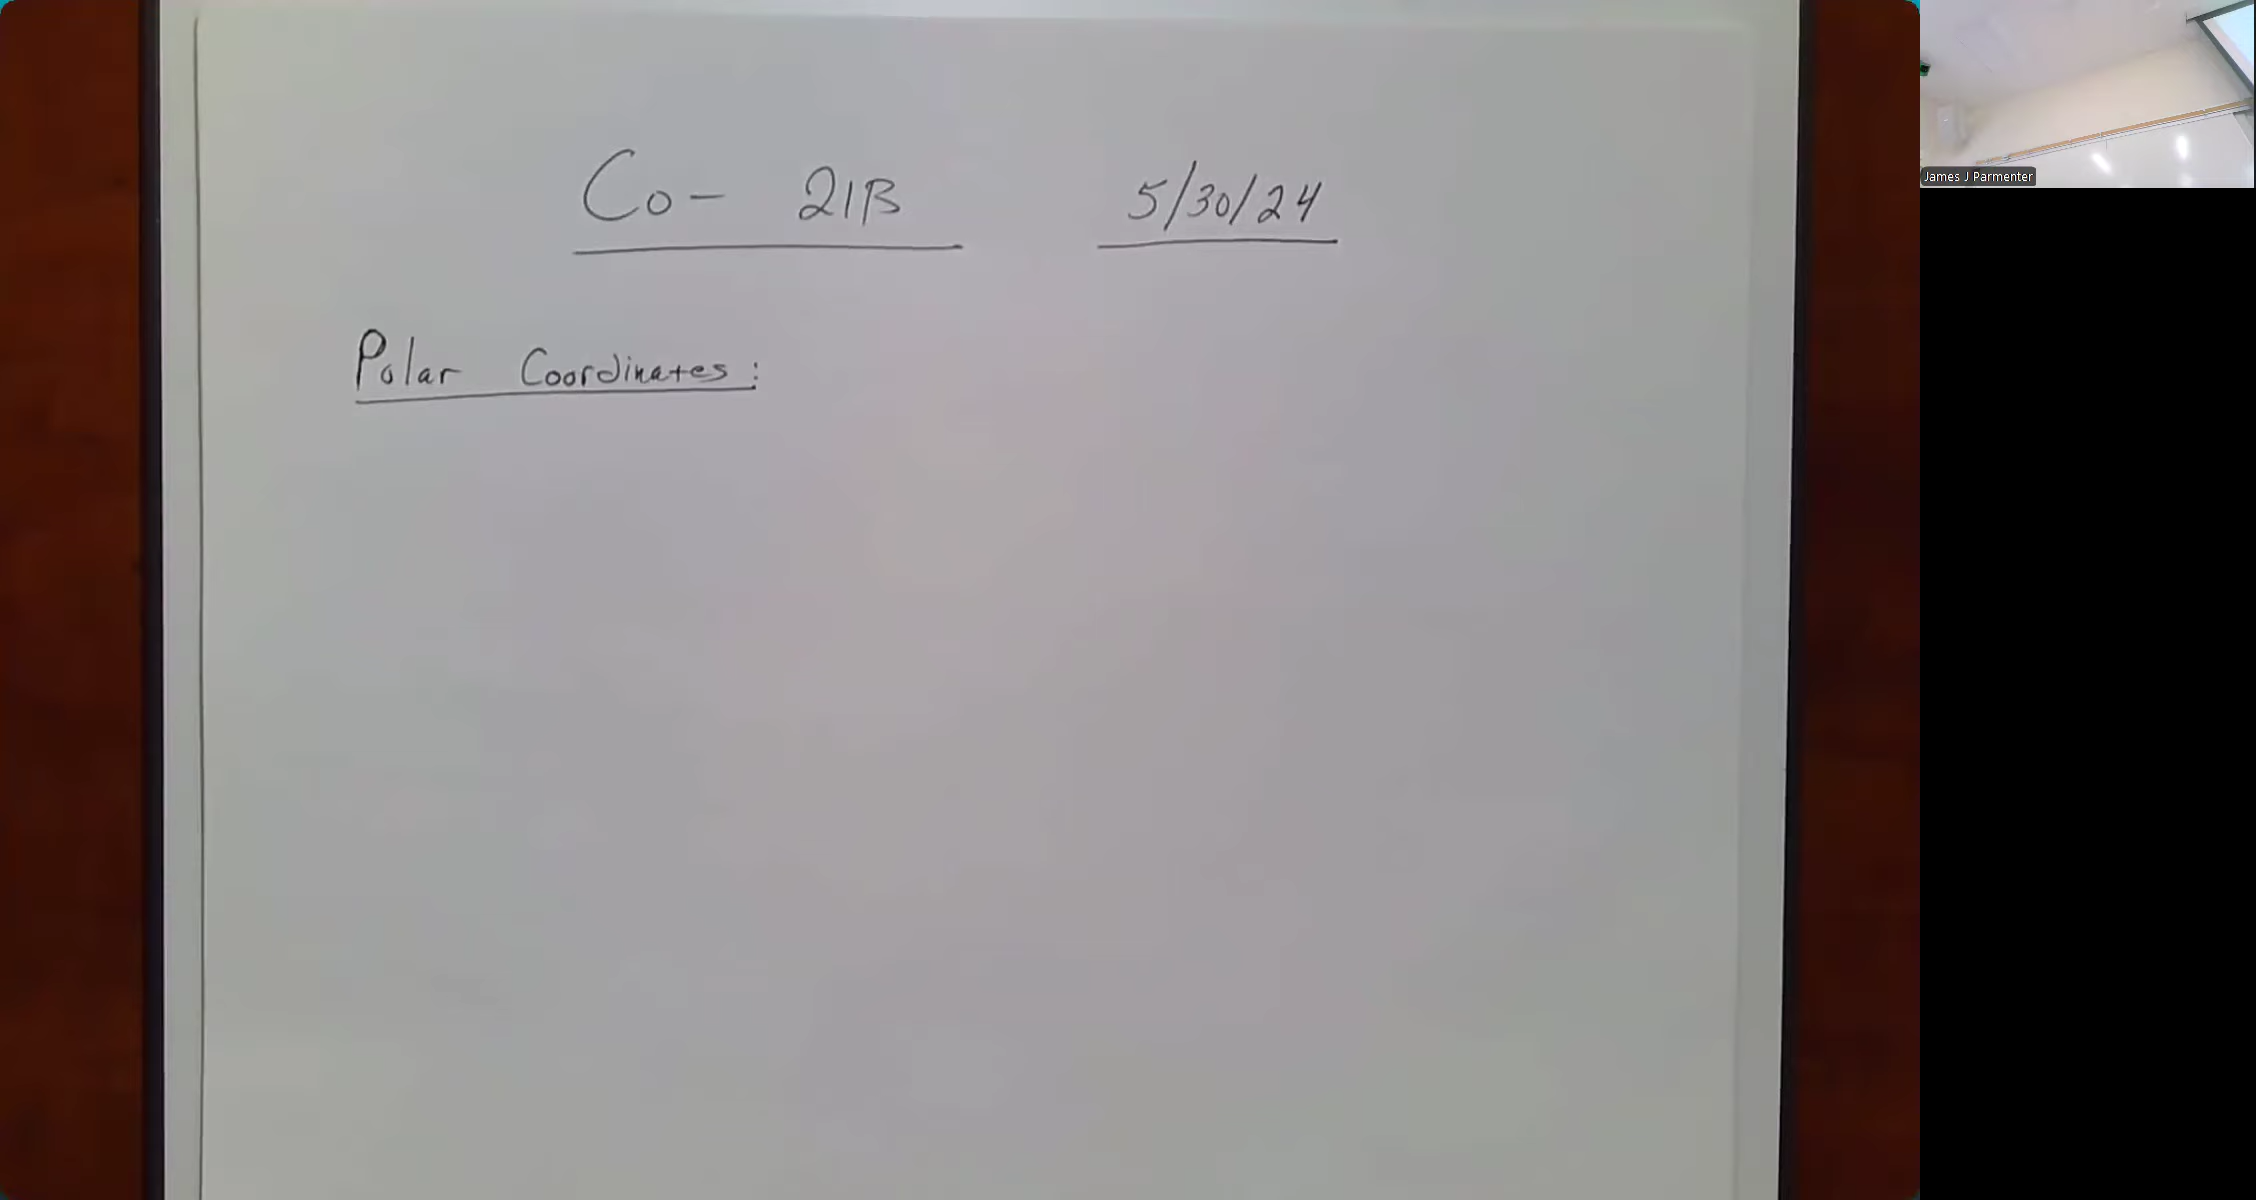 Co- 21B 5/30/24
Polar Coordinates:
James J Parmenter